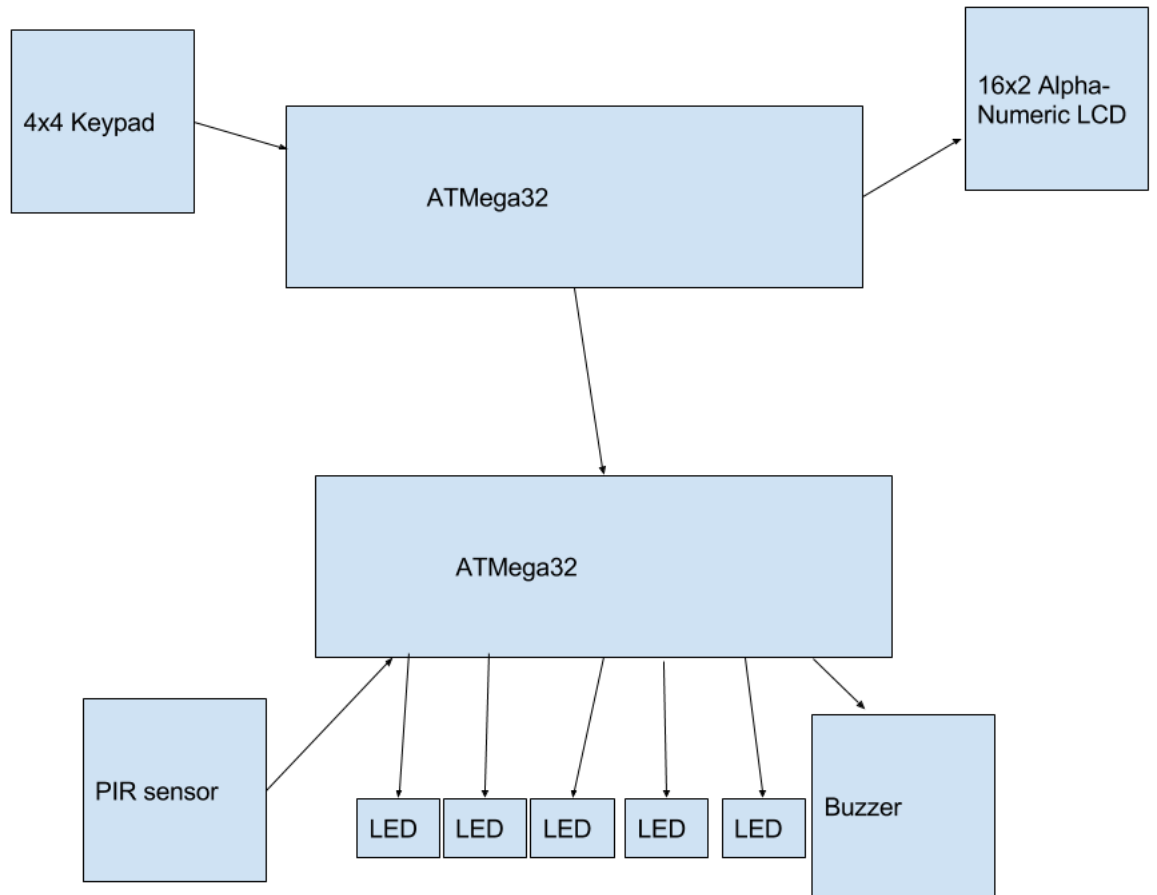 4x4 Keypad
16x2 Alpha-
Numeric LCD
ATMega32
ATMega32
PIR sensor
LED
LED
LED
LED
LED
Buzzer